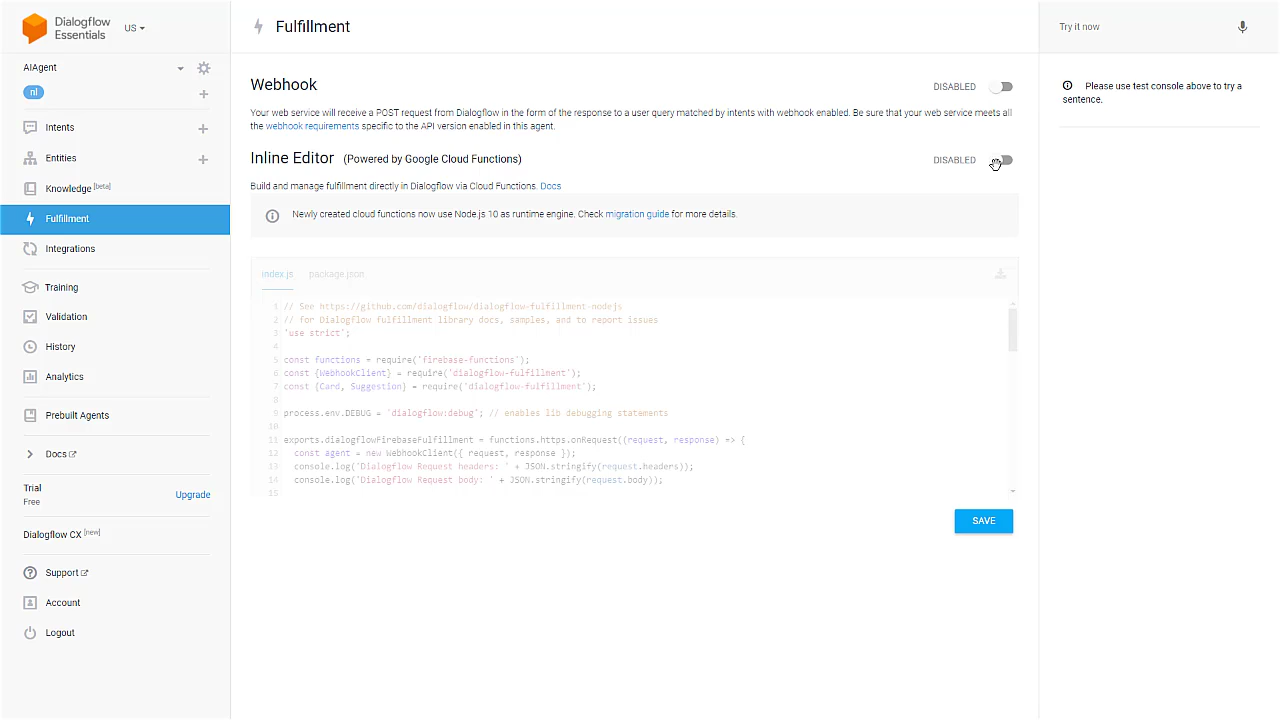 Dialogflow
Essentials
US
AIAgent
nl
Intents
Entities
Knowledge [beta]
Fulfillment
Integrations
Training
Validation
History
Analytics
Prebuilt Agents
Docs
Trial
Free
Upgrade
Dialogflow CX [new]
Support
Account
Logout
Fulfillment
Webhook
DISABLED
Your web service will receive a POST request from Dialogflow in the form of the response to a user query matched by intents with webhook enabled. Be sure that your web service meets all
the webhook requirements specific to the API version enabled in this agent.
Inline Editor (Powered by Google Cloud Functions)
DISABLED
Build and manage fulfillment directly in Dialogflow via Cloud Functions. Docs
Newly created cloud functions now use Node.js 10 as runtime engine. Check migration guide for more details.
index.js package.json
1 // See https://github.com/dialogflow/dialogflow-fulfillment-nodejs
2 // for Dialogflow fulfillment library docs, samples, and to report issues
3 'use strict';
4
5 const functions = require('firebase-functions');
6 const {WebhookClient} = require('dialogflow-fulfillment');
7 const {Card, Suggestion} = require('dialogflow-fulfillment');
8
9 process.env.DEBUG = 'dialogflow:debug'; // enables lib debugging statements
10
11 exports.dialogflowFirebaseFulfillment = functions.https.onRequest((request, response) => {
12 const agent = new WebhookClient({ request, response });
13 console.log('Dialogflow Request headers: ' + JSON.stringify(request.headers));
14 console.log('Dialogflow Request body: ' + JSON.stringify(request.body));
15
SAVE
Try it now
Please use test console above to try a
sentence.